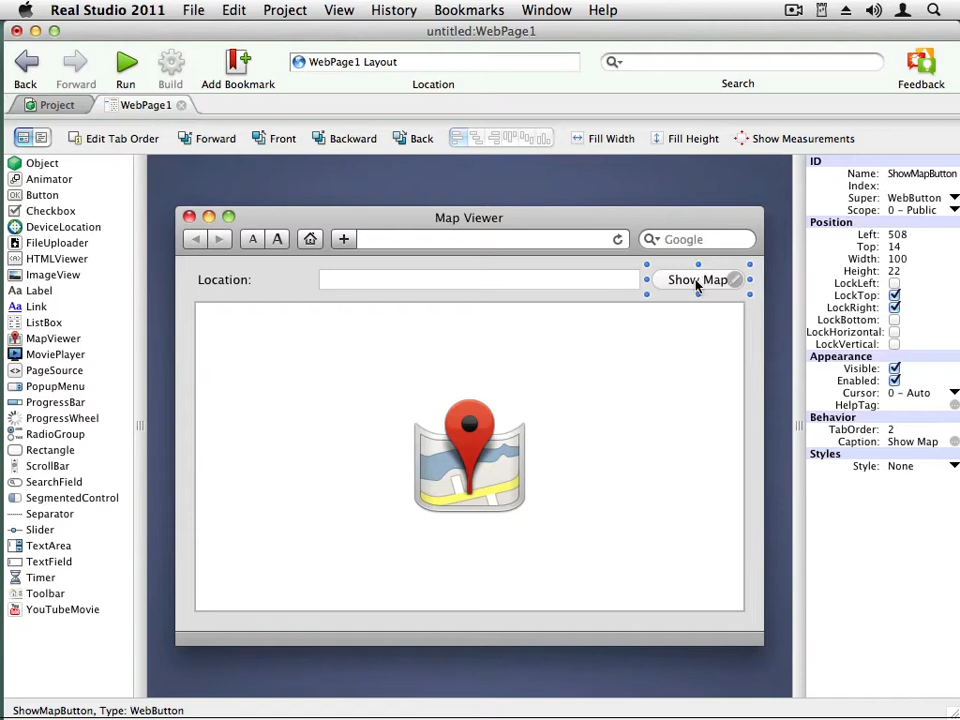 Real Studio 2011 File Edit Project View History Bookmarks Window Help
untitled:WebPage1
WebPage1 Layout
Back Forward Run Build Add Bookmark Location Search Feedback
Project WebPage1
Edit Tab Order Forward Front Backward Back Fill Width Fill Height Show Measurements
Object
Animator
OK Button
Checkbox
DeviceLocation
FileUploader
HTMLViewer
ImageView
Label
Link
ListBox
MapViewer
MoviePlayer
PageSource
PopupMenu
ProgressBar
ProgressWheel
RadioGroup
Rectangle
ScrollBar
SearchField
SegmentedControl
Separator
Slider
TextArea
TextField
Timer
Toolbar
YouTubeMovie
Map Viewer
A A Google
Location: Show Map
ID
Name: ShowMapButton
Index:
Super: WebButton
Scope: 0 – Public
Position
Left: 508
Top: 14
Width: 100
Height: 22
LockLeft:
LockTop:
LockRight:
LockBottom:
LockHorizontal:
LockVertical:
Appearance
Visible:
Enabled:
Cursor: 0 – Auto
HelpTag:
Behavior
TabOrder: 2
Caption: Show Map
Styles
Style: None
ShowMapButton, Type: WebButton